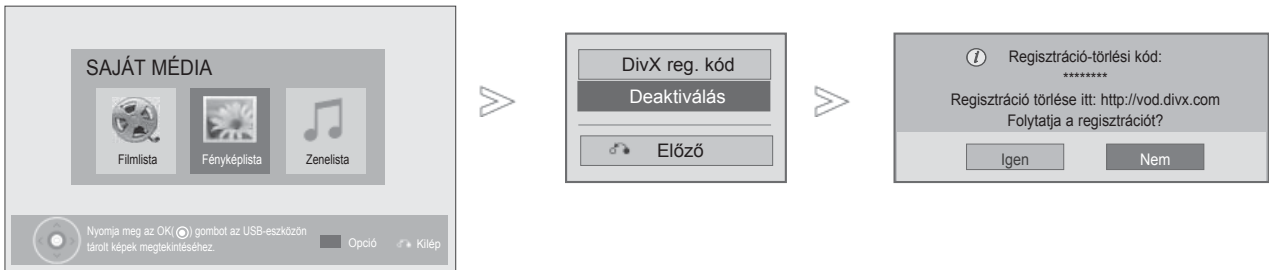 SAJÁT MÉDIA
Filmlista
Fényképlista
Zenelista
Nyomja meg az OK( ) gombot az USB-eszközön
tárolt képek megtekintéséhez.
Opció
Kilép
DivX reg. kód
Deaktiválás
Előző
Regisztráció-törlési kód:
********
Regisztráció törlése itt: http://vod.divx.com
Folytatja a regisztrációt?
Igen
Nem